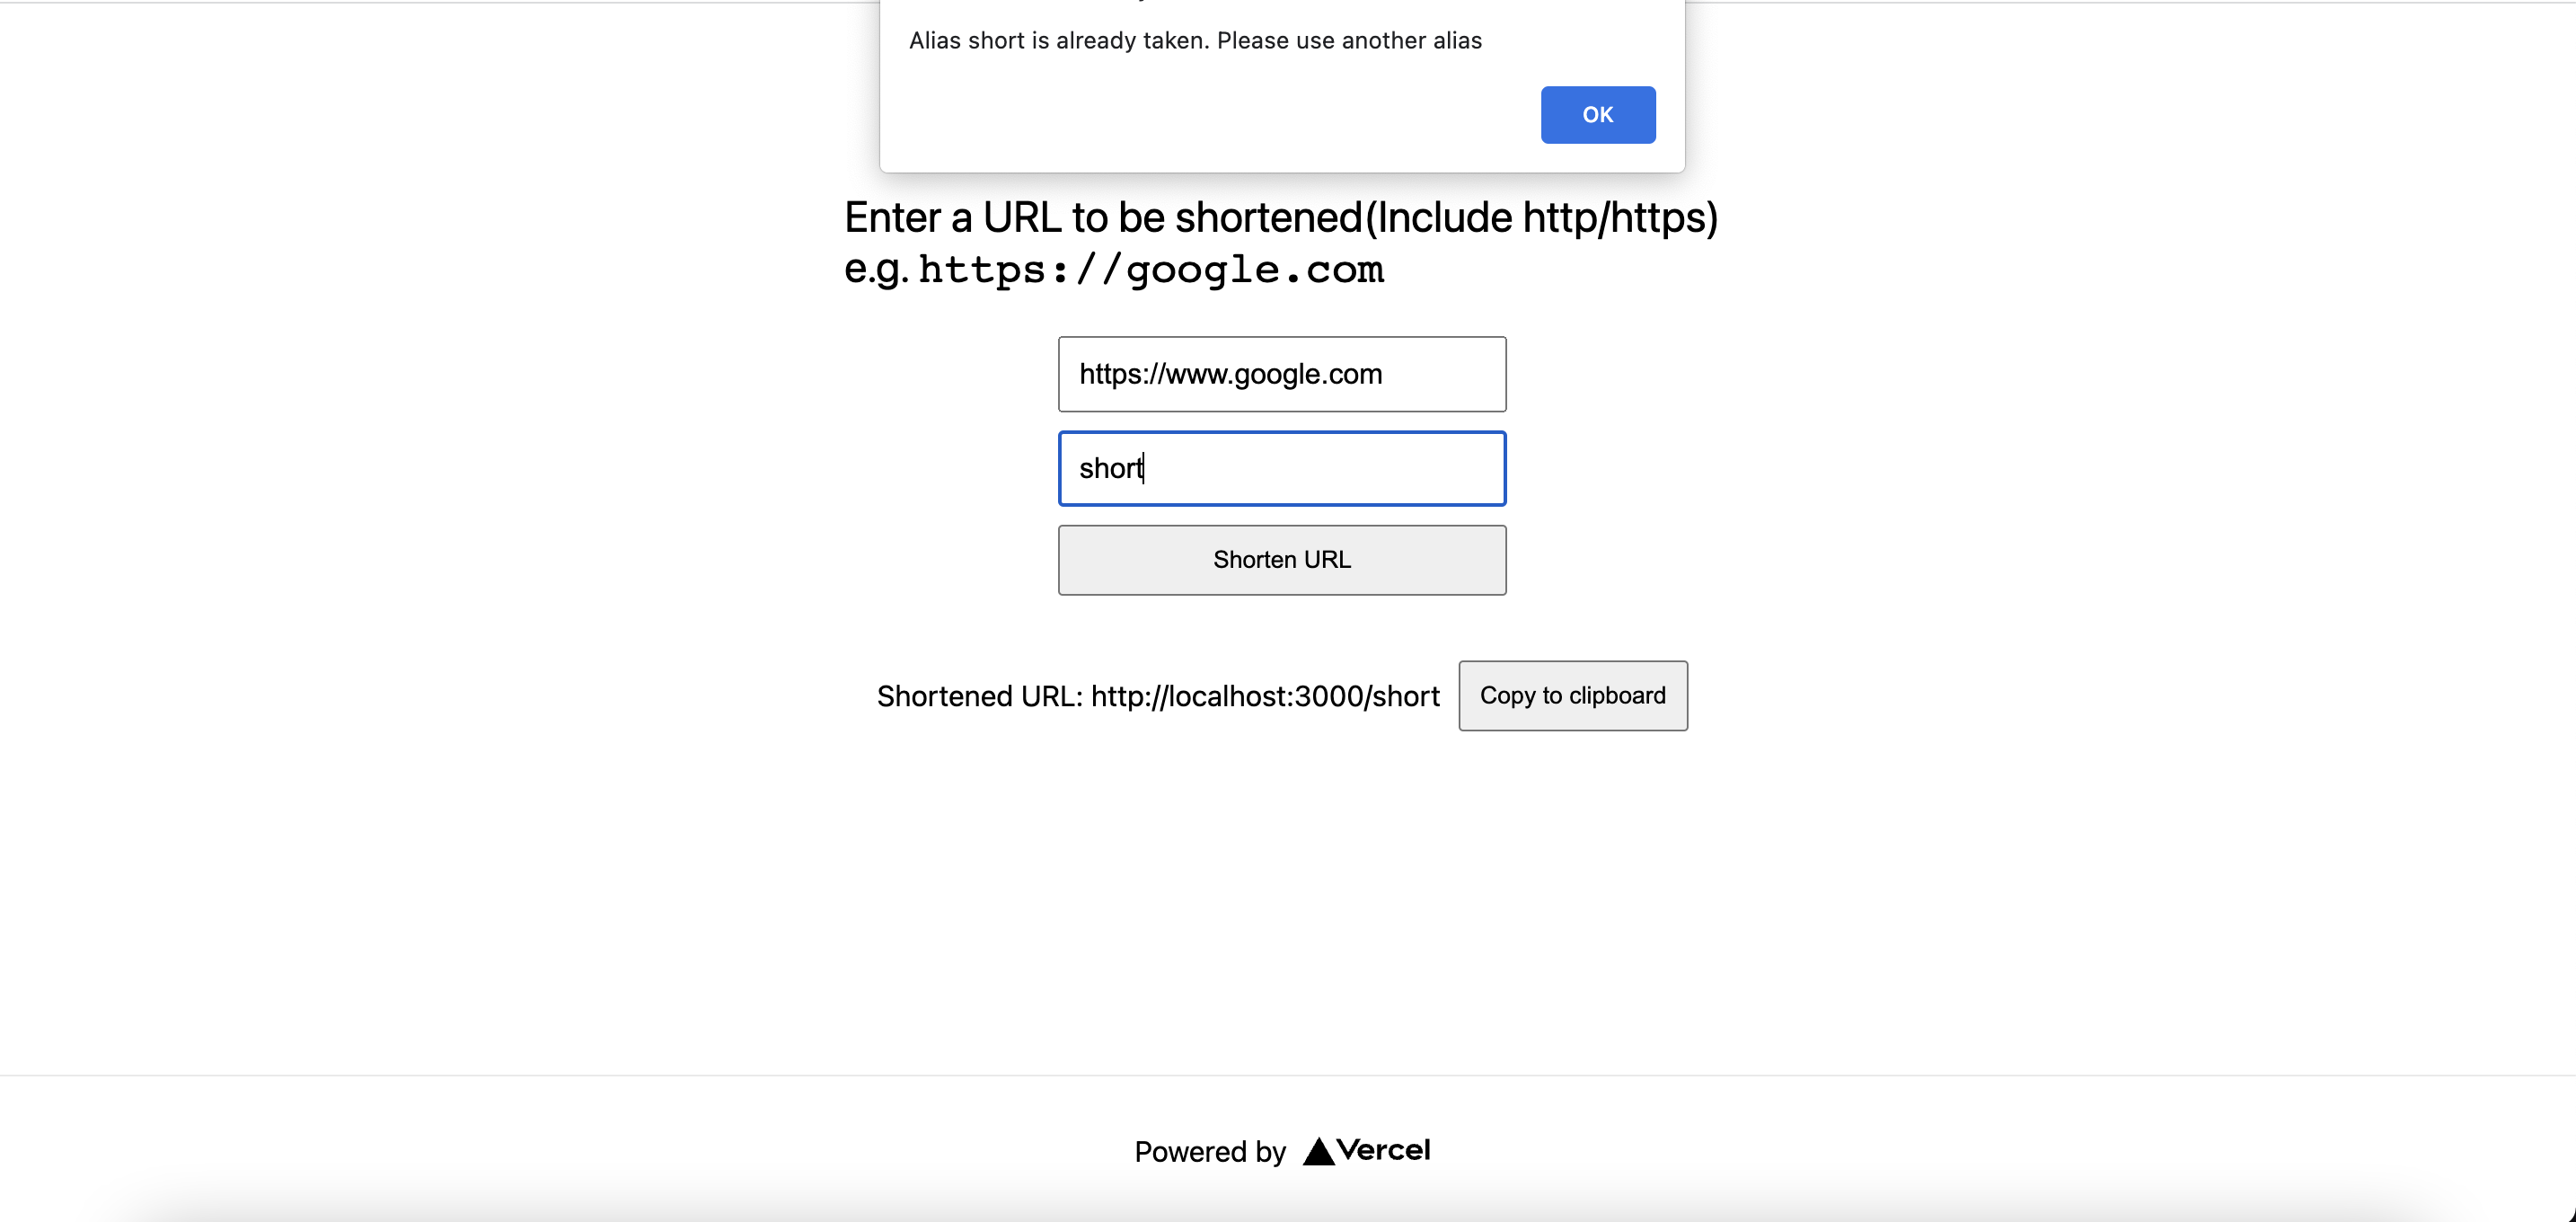 Alias short is already taken. Please use another alias
OK
Enter a URL to be shortened(Include http/https)
e.g. https://google.com
https://www.google.com
short
Shorten URL
Shortened URL: http://localhost:3000/short
Copy to clipboard
Powered by Vercel